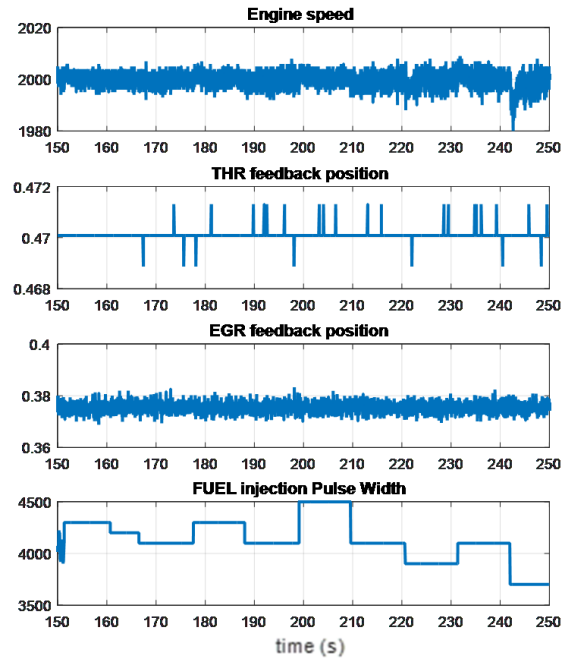 Engine speed
2020
2000
1980
150 160 170 180 190 200 210 220 230 240 250
THR feedback position
0.472
0.47
0.468
150 160 170 180 190 200 210 220 230 240 250
EGR feedback position
0.4
0.38
0.36
150 160 170 180 190 200 210 220 230 240 250
FUEL injection Pulse Width
4500
4000
3500
150 160 170 180 190 200 210 220 230 240 250
time (s)